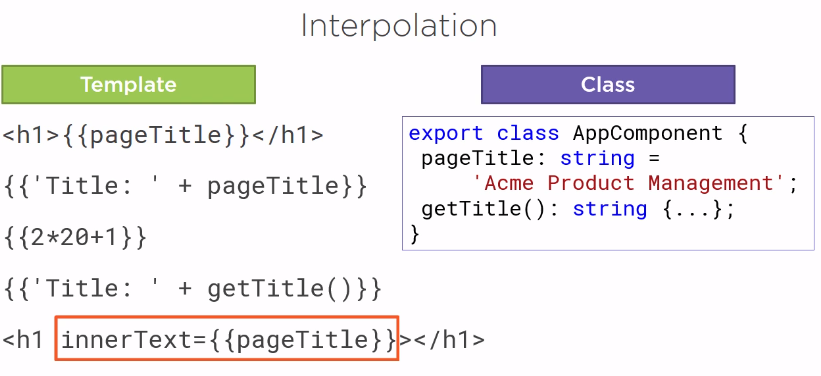 Interpolation
Template
Class
<h1>{{pageTitle}}</h1>
{{'Title: ' + pageTitle}}
{{2*20+1}}
{{'Title: ' + getTitle()}}
<h1 innerText={{pageTitle}}></h1>
export class AppComponent {
pageTitle: string =
'Acme Product Management';
getTitle(): string {...};
}